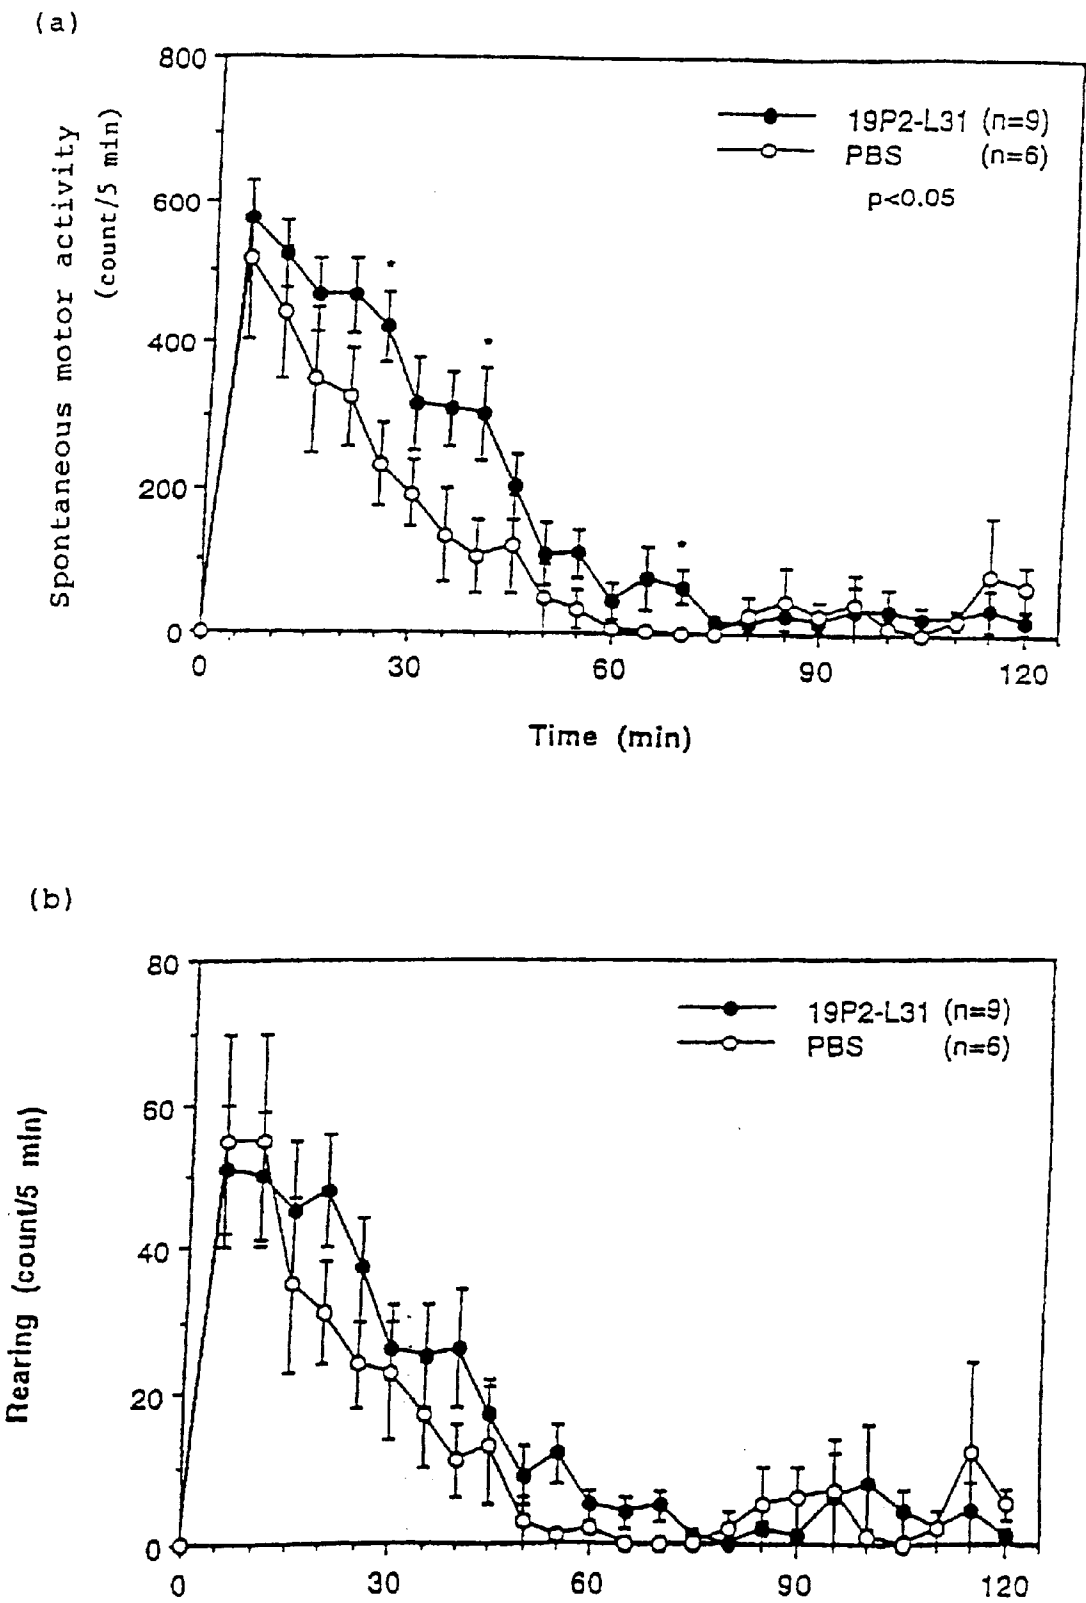 (a)
Spontaneous motor activity
(count/5 min)
800
600
400
200
0
19P2-L31 (n=9)
PBS (n=6)
p<0.05
*
*
*
0 30 60 90 120
Time (min)
(b)
Rearing (count/5 min)
80
60
40
20
0
19P2-L31 (n=9)
PBS (n=6)
0 30 60 90 120